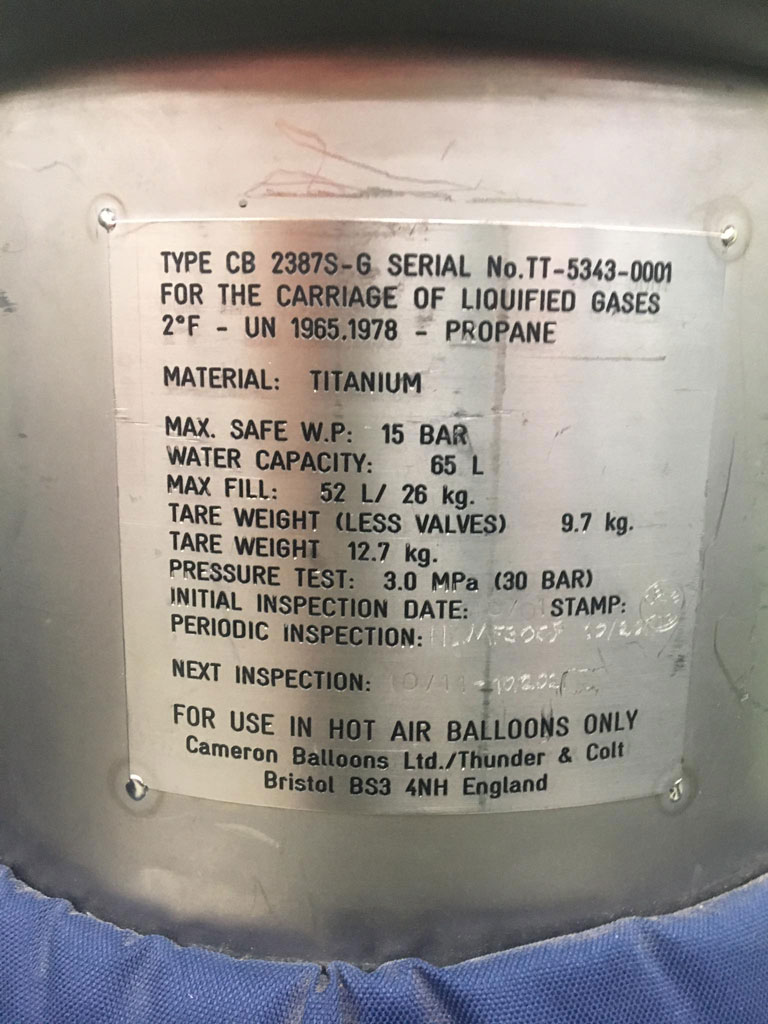 TYPE CB 2387S-G SERIAL No.TT-5343-0001
FOR THE CARRIAGE OF LIQUIFIED GASES
2°F - UN 1965.1978 - PROPANE
MATERIAL: TITANIUM
MAX. SAFE W.P: 15 BAR
WATER CAPACITY: 65 L
MAX FILL: 52 L/ 26 kg.
TARE WEIGHT (LESS VALVES) 9.7 kg.
TARE WEIGHT 12.7 kg.
PRESSURE TEST: 3.0 MPa (30 BAR)
INITIAL INSPECTION DATE: STAMP:
PERIODIC INSPECTION:
NEXT INSPECTION:
FOR USE IN HOT AIR BALLOONS ONLY
Cameron Balloons Ltd./Thunder & Colt
Bristol BS3 4NH England